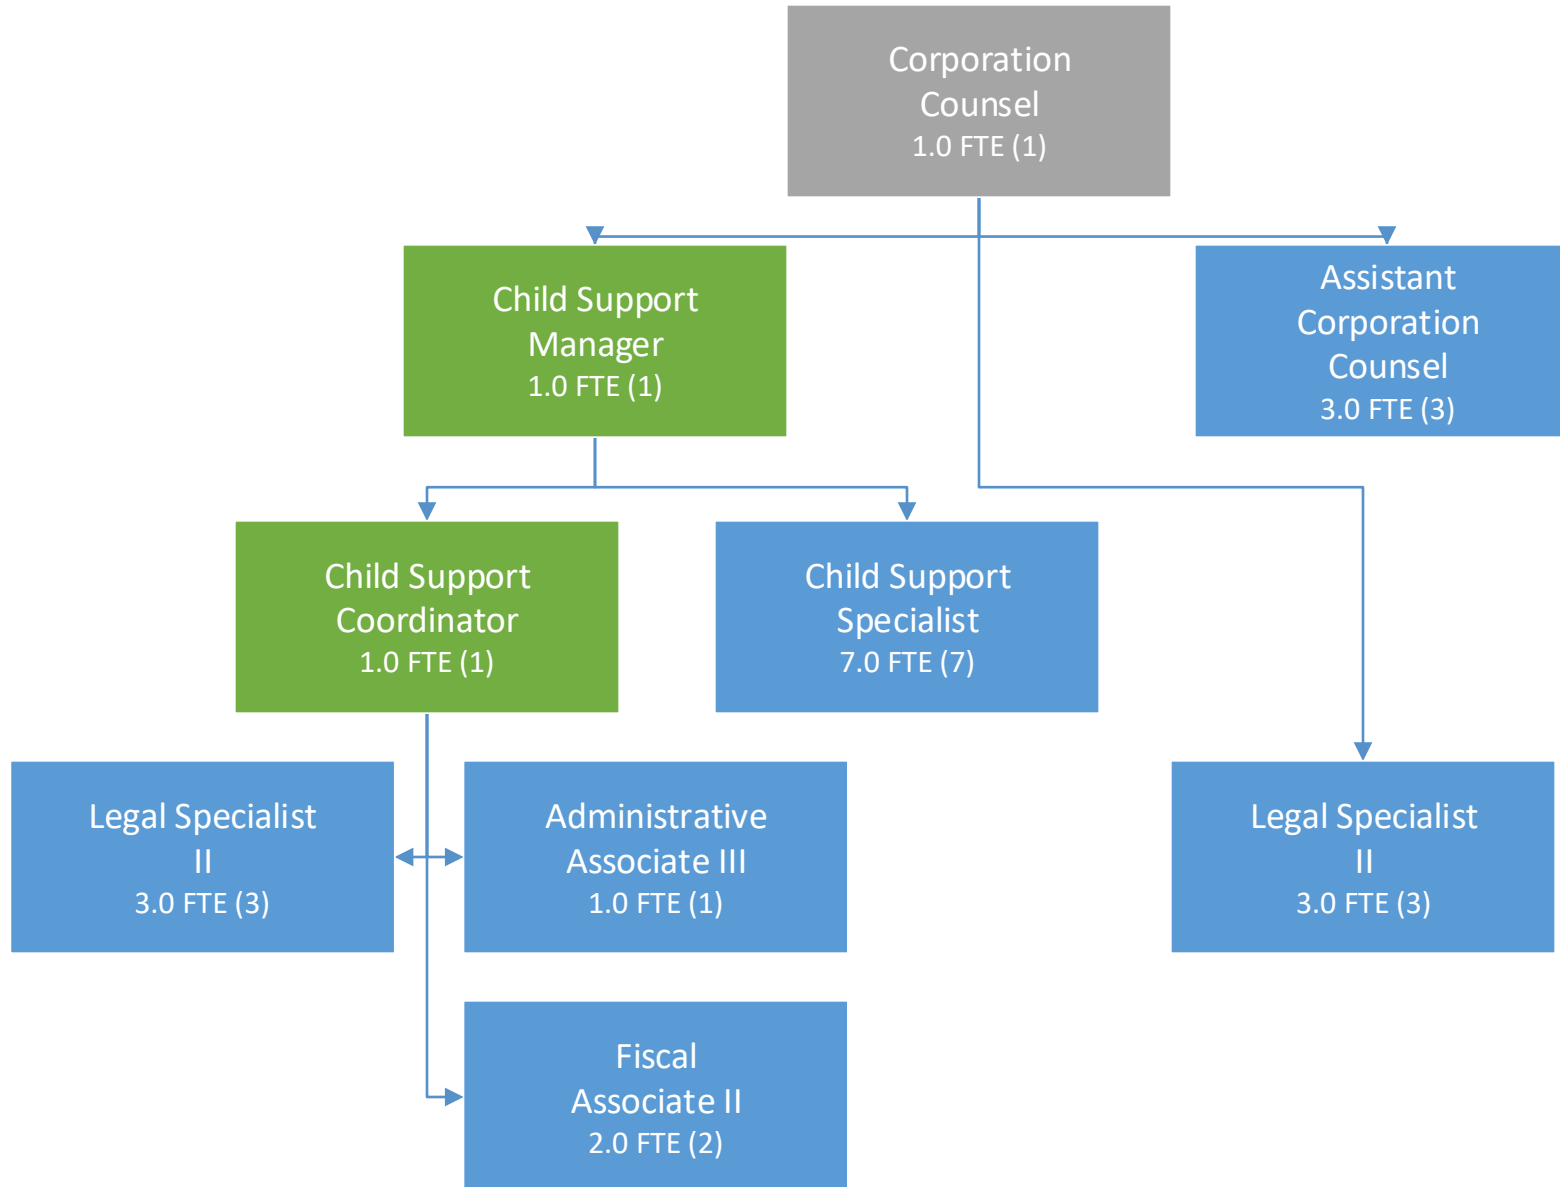 Corporation
Counsel
1.0 FTE (1)
Child Support
Manager
1.0 FTE (1)
Assistant
Corporation
Counsel
3.0 FTE (3)
Child Support
Coordinator
1.0 FTE (1)
Child Support
Specialist
7.0 FTE (7)
Legal Specialist
II
3.0 FTE (3)
Administrative
Associate III
1.0 FTE (1)
Legal Specialist
II
3.0 FTE (3)
Fiscal
Associate II
2.0 FTE (2)